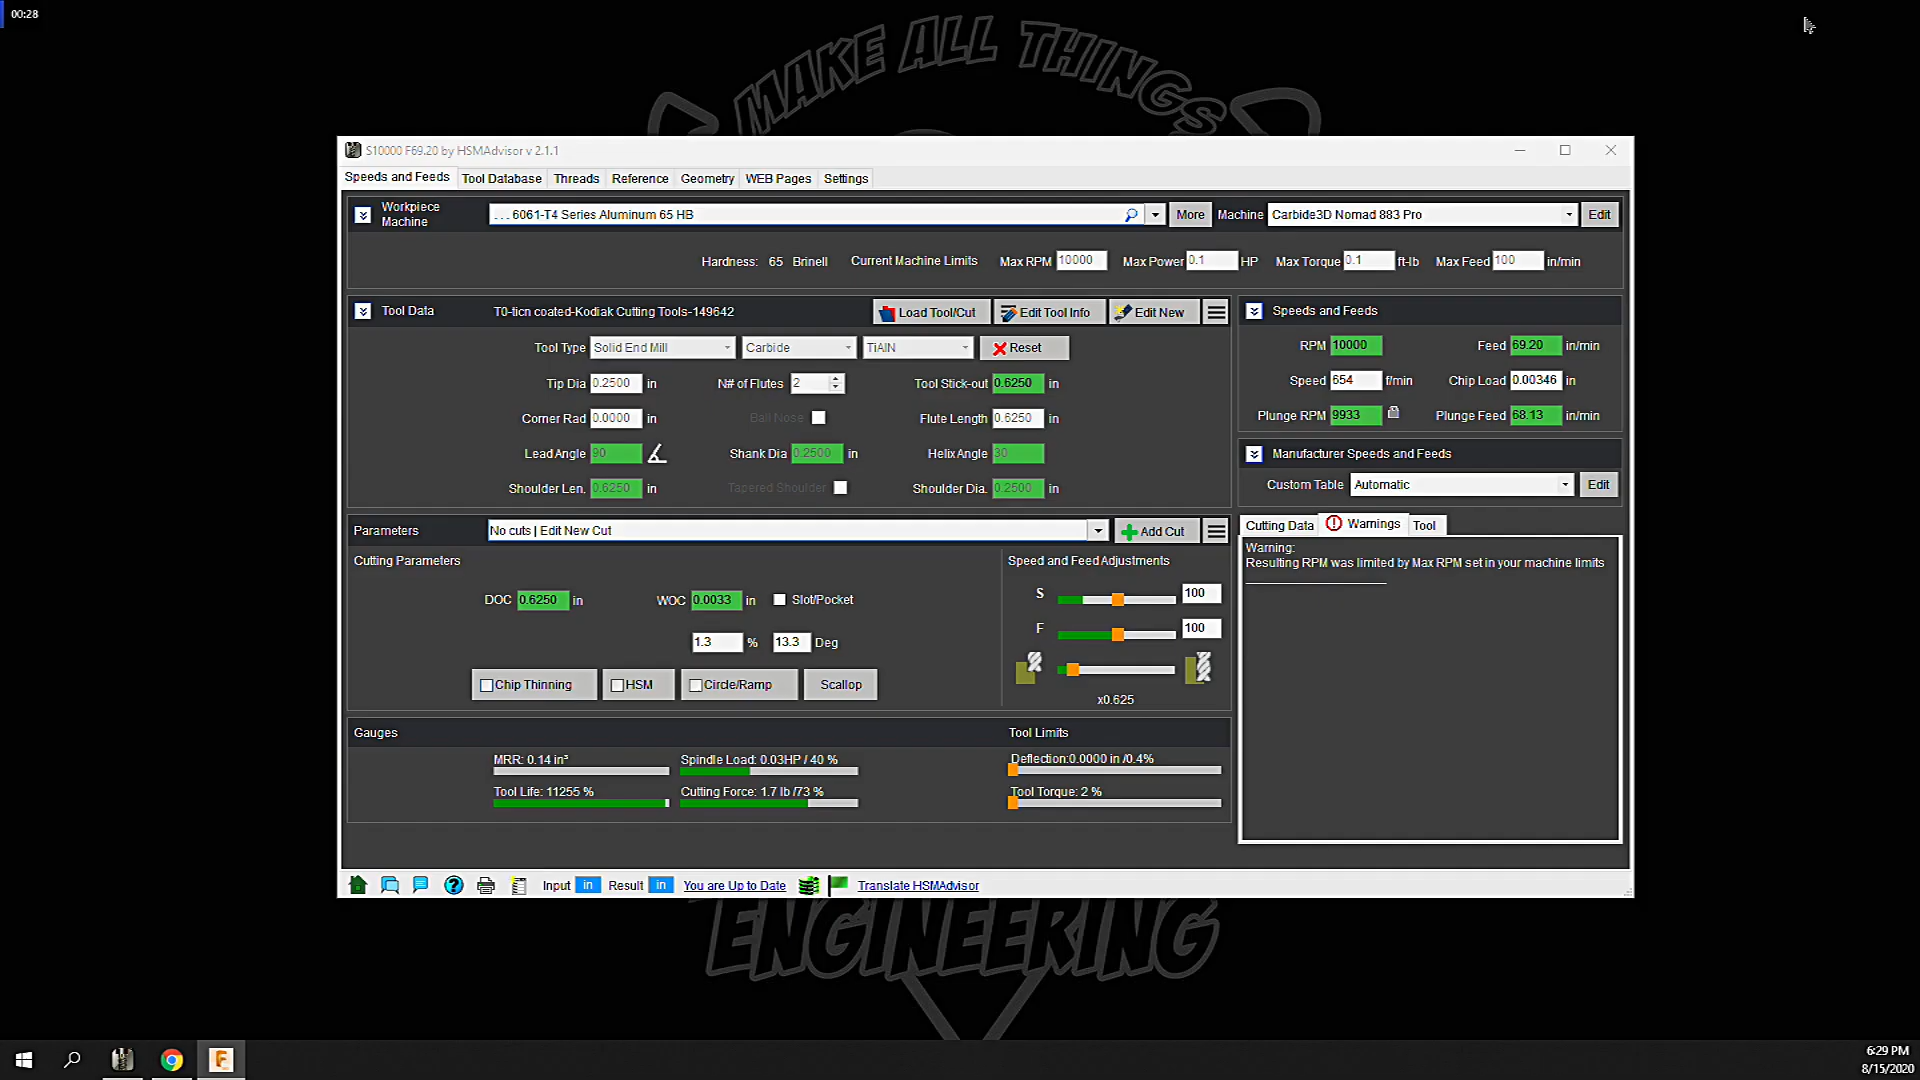 00:28
MAKE ALL THINGS
S10000 F69.20 by HSMAdvisor v 2.1.1
Speeds and Feeds Tool Database Threads Reference Geometry WEB Pages Settings
Workpiece
Machine
... 6061-T4 Series Aluminum 65 HB More Machine Carbide3D Nomad 883 Pro Edit
Hardness: 65 Brinell Current Machine Limits Max RPM 10000 Max Power 0.1 HP Max Torque 0.1 ft-lb Max Feed 100 in/min
Tool Data T0-ticn coated-Kodiak Cutting Tools-149642 Load Tool/Cut Edit Tool Info Edit New
Tool Type Solid End Mill Carbide TiAlN Reset
Tip Dia 0.2500 in N# of Flutes 2 Tool Stick-out 0.6250 in
Corner Rad 0.0000 in Ball Nose Flute Length 0.6250 in
Lead Angle 90 Shank Dia 0.2500 in Helix Angle 30
Shoulder Len. 0.6250 in Tapered Shoulder Shoulder Dia. 0.2500 in
Speeds and Feeds
RPM 10000 Feed 69.20 in/min
Speed 654 f/min Chip Load 0.00346 in
Plunge RPM 9933 Plunge Feed 68.13 in/min
Manufacturer Speeds and Feeds
Custom Table Automatic Edit
Parameters No cuts | Edit New Cut Add Cut
Cutting Parameters
DOC 0.6250 in WOC 0.0033 in Slot/Pocket
1.3 % 13.3 Deg
Chip Thinning HSM Circle/Ramp Scallop
Speed and Feed Adjustments
S 100
F 100
x0.625
Cutting Data Warnings Tool
Warning:
Resulting RPM was limited by Max RPM set in your machine limits
Gauges
MRR: 0.14 in³ Spindle Load: 0.03HP / 40 %
Tool Life: 11255 % Cutting Force: 1.7 lb /73 %
Tool Limits
Deflection:0.0000 in /0.4%
Tool Torque: 2 %
Input in Result in You are Up to Date Translate HSMAdvisor
ENGINEERING
6:29 PM
8/15/2020